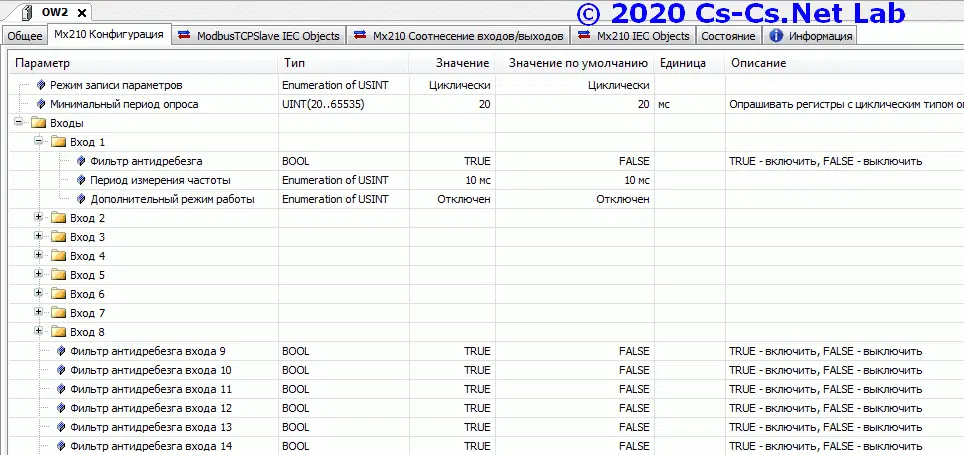 OW2
© 2020 Cs-Cs.Net Lab
Общее Mx210 Конфигурация ModbusTCPSlave IEC Objects Mx210 Соотнесение входов/выходов Mx210 IEC Objects Состояние Информация
Параметр Тип Значение Значение по умолчанию Единица Описание
Режим записи параметров Enumeration of USINT Циклически Циклически
Минимальный период опроса UINT(20..65535) 20 20 мс Опрашивать регистры с циклическим типом о
Входы
Вход 1
Фильтр антидребезга BOOL TRUE FALSE TRUE - включить, FALSE - выключить
Период измерения частоты Enumeration of USINT 10 мс 10 мс
Дополнительный режим работы Enumeration of USINT Отключен Отключен
Вход 2
Вход 3
Вход 4
Вход 5
Вход 6
Вход 7
Вход 8
Фильтр антидребезга входа 9 BOOL TRUE FALSE TRUE - включить, FALSE - выключить
Фильтр антидребезга входа 10 BOOL TRUE FALSE TRUE - включить, FALSE - выключить
Фильтр антидребезга входа 11 BOOL TRUE FALSE TRUE - включить, FALSE - выключить
Фильтр антидребезга входа 12 BOOL TRUE FALSE TRUE - включить, FALSE - выключить
Фильтр антидребезга входа 13 BOOL TRUE FALSE TRUE - включить, FALSE - выключить
Фильтр антидребезга входа 14 BOOL TRUE FALSE TRUE - включить, FALSE - выключить